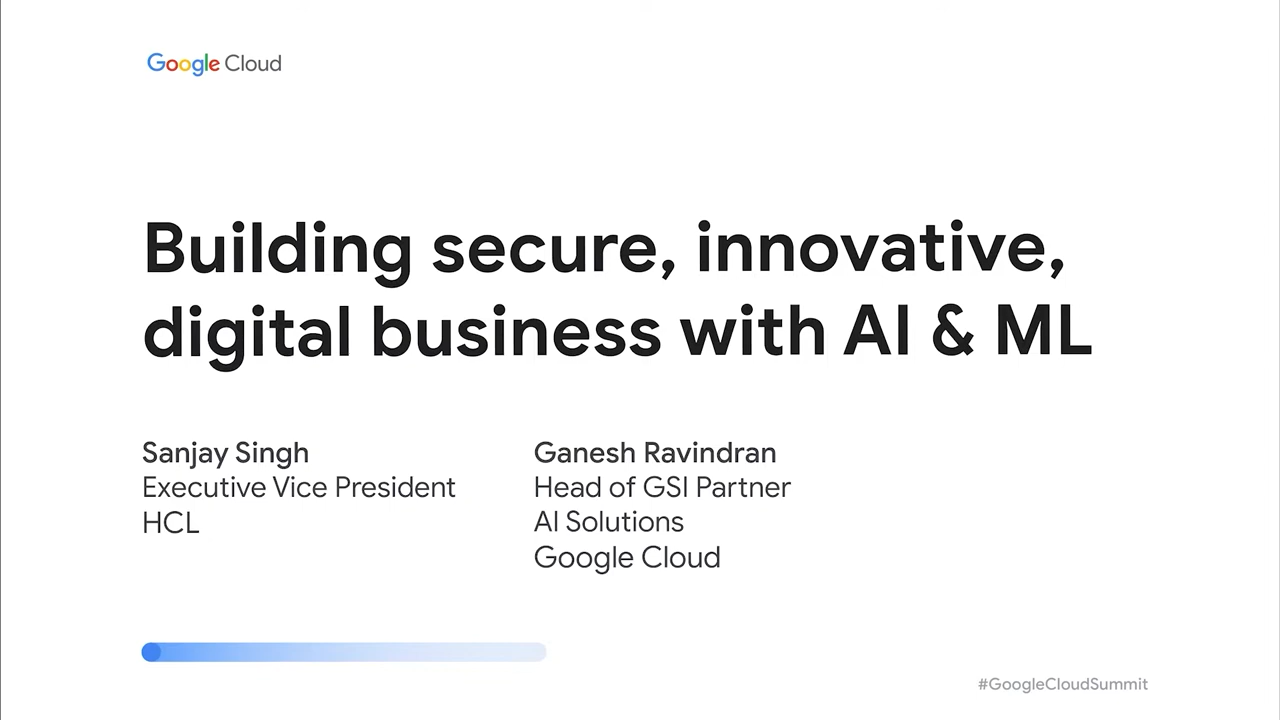 Google Cloud
Building secure, innovative,
digital business with AI & ML
Sanjay Singh
Executive Vice President
HCL
Ganesh Ravindran
Head of GSI Partner
AI Solutions
Google Cloud
#GoogleCloudSummit